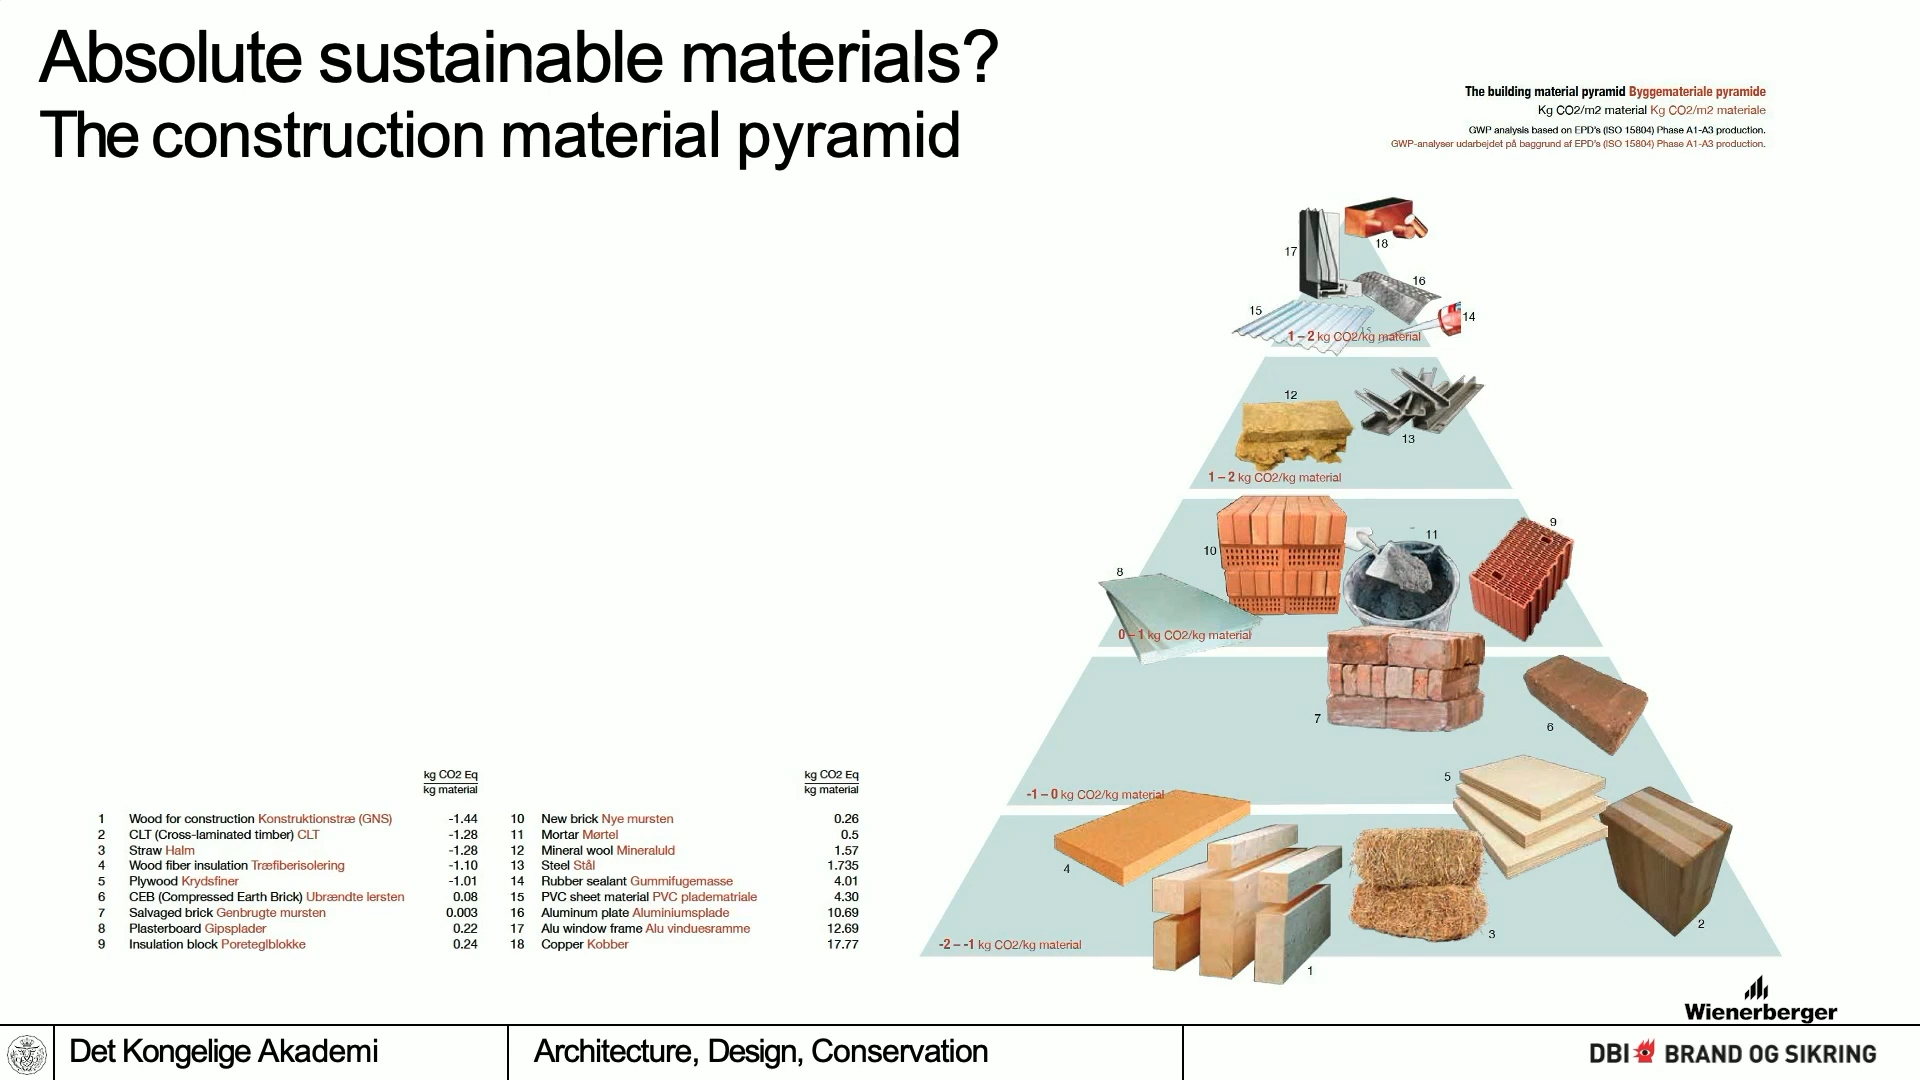 Absolute sustainable materials?
The construction material pyramid
The building material pyramid Byggemateriale pyramide
Kg CO2/m2 material Kg CO2/m2 materiale
GWP analysis based on EPD's (ISO 15804) Phase A1-A3 production.
GWP-analyser udarbejdet på baggrund af EPD's (ISO 15804) Phase A1-A3 production.
18
17
16
15
14
15
1 – 2 kg CO2/kg material
12
13
1 – 2 kg CO2/kg material
9
11
10
8
0 – 1 kg CO2/kg material
7
6
5
-1 – 0 kg CO2/kg material
4
2
3
-2 – -1 kg CO2/kg material
1
kg CO2 Eq
kg material
1 Wood for construction Konstruktionstræ (GNS) -1.44
2 CLT (Cross-laminated timber) CLT -1.28
3 Straw Halm -1.28
4 Wood fiber insulation Træfiberisolering -1.10
5 Plywood Krydsfiner -1.01
6 CEB (Compressed Earth Brick) Ubrændte lersten 0.08
7 Salvaged brick Genbrugte mursten 0.003
8 Plasterboard Gipsplader 0.22
9 Insulation block Poreteglblokke 0.24
kg CO2 Eq
kg material
10 New brick Nye mursten 0.26
11 Mortar Mørtel 0.5
12 Mineral wool Mineraluld 1.57
13 Steel Stål 1.735
14 Rubber sealant Gummifugemasse 4.01
15 PVC sheet material PVC pladematriale 4.30
16 Aluminum plate Aluminiumsplade 10.69
17 Alu window frame Alu vinduesramme 12.69
18 Copper Kobber 17.77
Wienerberger
Det Kongelige Akademi
Architecture, Design, Conservation
DBI BRAND OG SIKRING